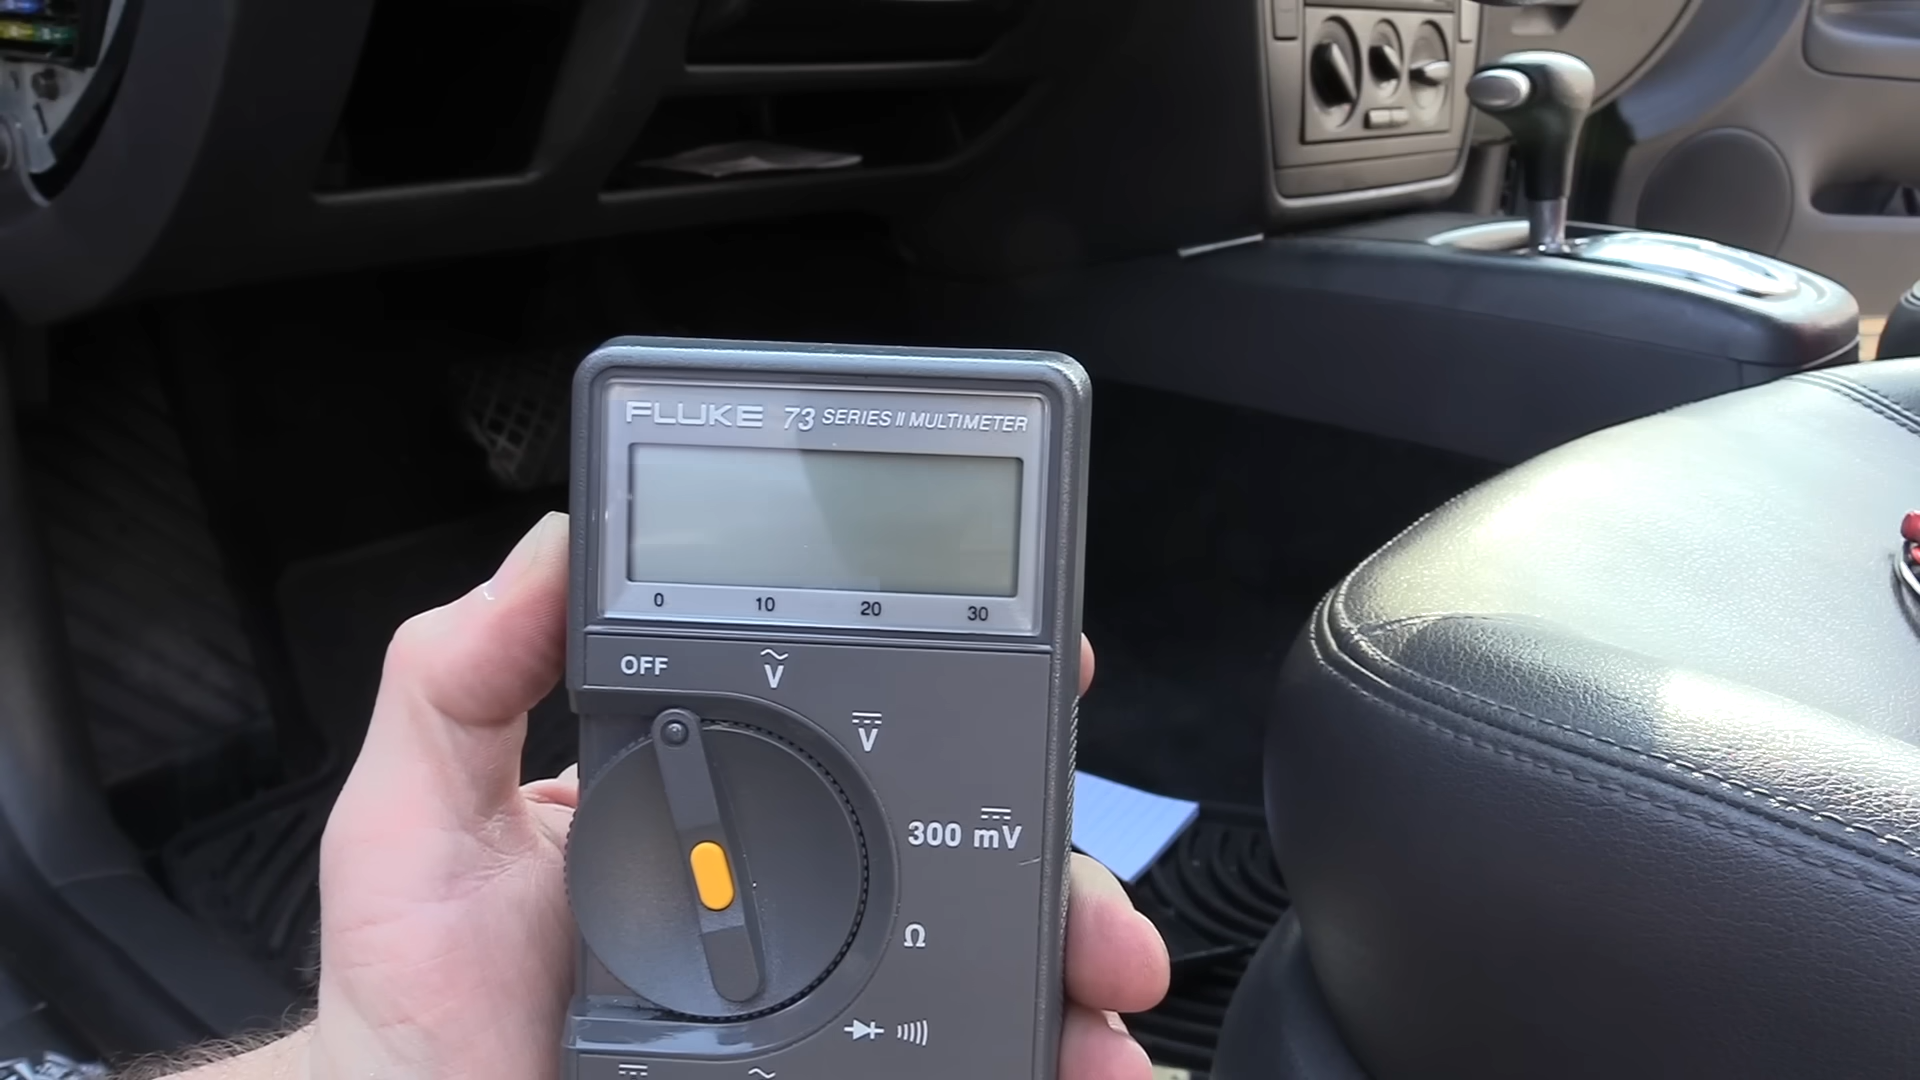 FLUKE 73 SERIES II MULTIMETER
0 10 20 30
OFF
V
V
300 mV
Ω